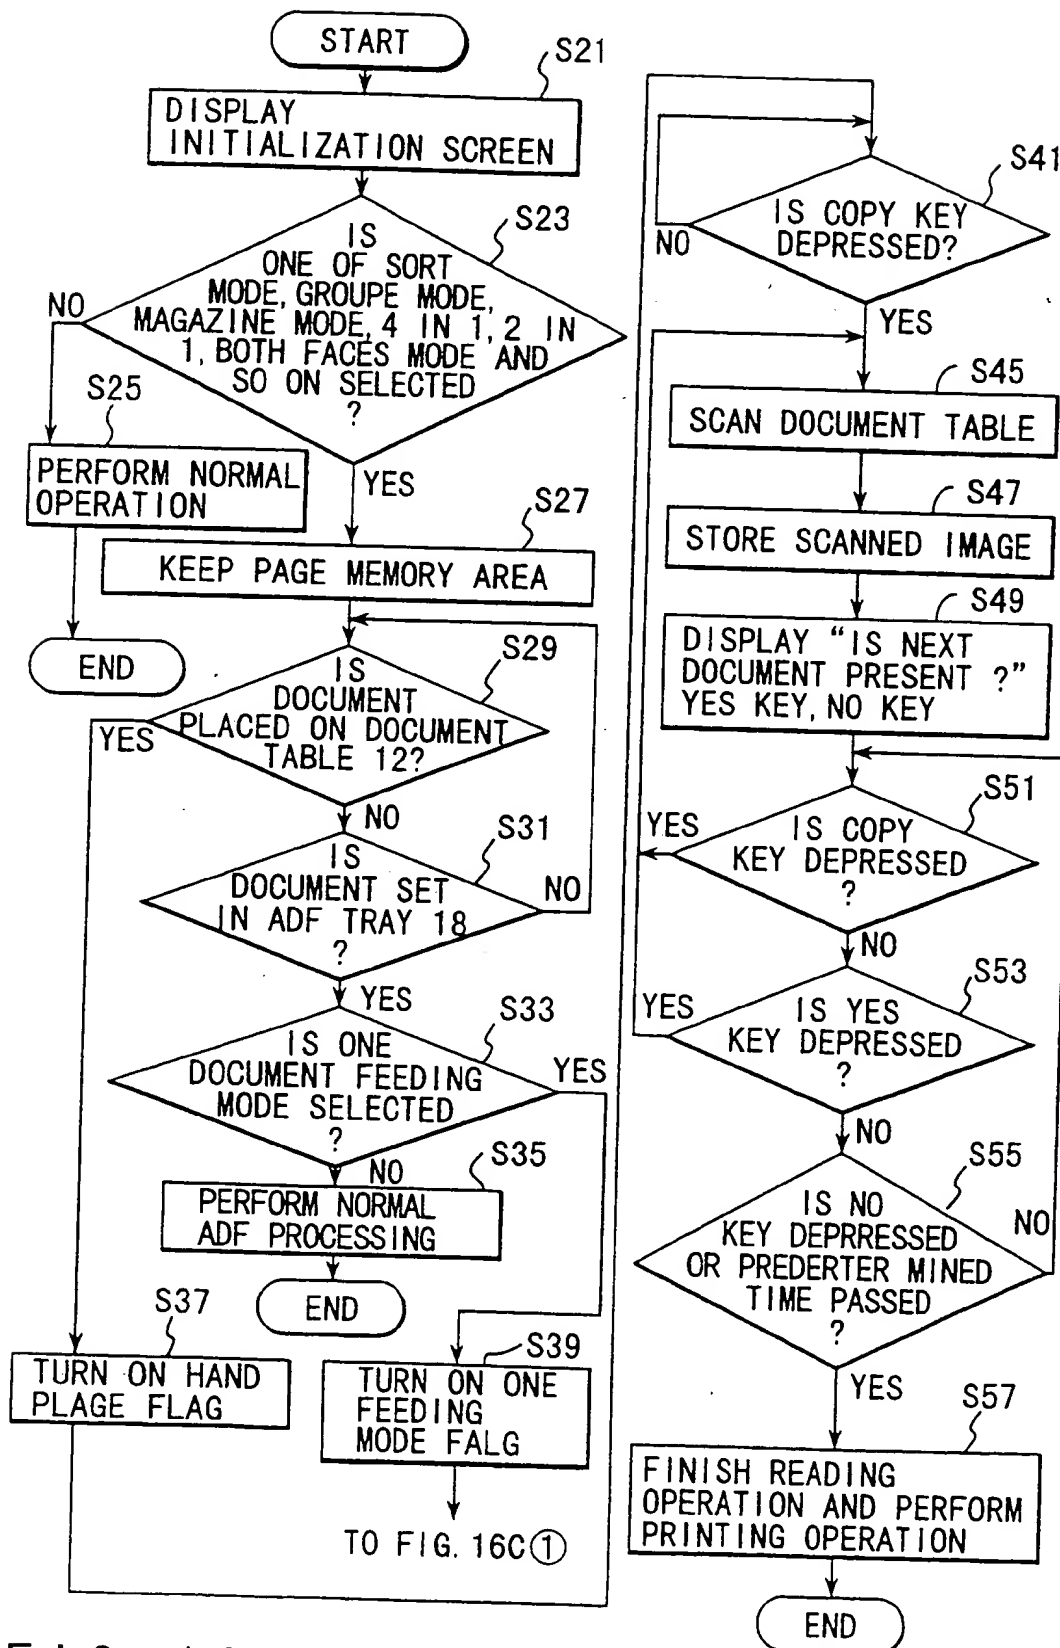 START
S21
DISPLAY
INITIALIZATION SCREEN
S23
IS
ONE OF SORT
MODE, GROUPE MODE,
MAGAZINE MODE, 4 IN 1, 2 IN
1, BOTH FACES MODE AND
SO ON SELECTED
?
NO
YES
S25
PERFORM NORMAL
OPERATION
END
S27
KEEP PAGE MEMORY AREA
S29
IS
DOCUMENT
PLACED ON DOCUMENT
TABLE 12?
YES
NO
S31
IS
DOCUMENT SET
IN ADF TRAY 18
?
NO
YES
S33
IS ONE
DOCUMENT FEEDING
MODE SELECTED
?
YES
NO
S35
PERFORM NORMAL
ADF PROCESSING
END
S37
TURN ON HAND
PLAGE FLAG
S39
TURN ON ONE
FEEDING
MODE FALG
TO FIG. 16C①
S41
IS COPY KEY
DEPRESSED?
NO
YES
S45
SCAN DOCUMENT TABLE
S47
STORE SCANNED IMAGE
S49
DISPLAY "IS NEXT
DOCUMENT PRESENT ?"
YES KEY, NO KEY
S51
IS COPY
KEY DEPRESSED
?
YES
NO
S53
IS YES
KEY DEPRESSED
?
YES
NO
S55
IS NO
KEY DEPRRESSED
OR PREDERTER MINED
TIME PASSED
?
NO
YES
S57
FINISH READING
OPERATION AND PERFORM
PRINTING OPERATION
END